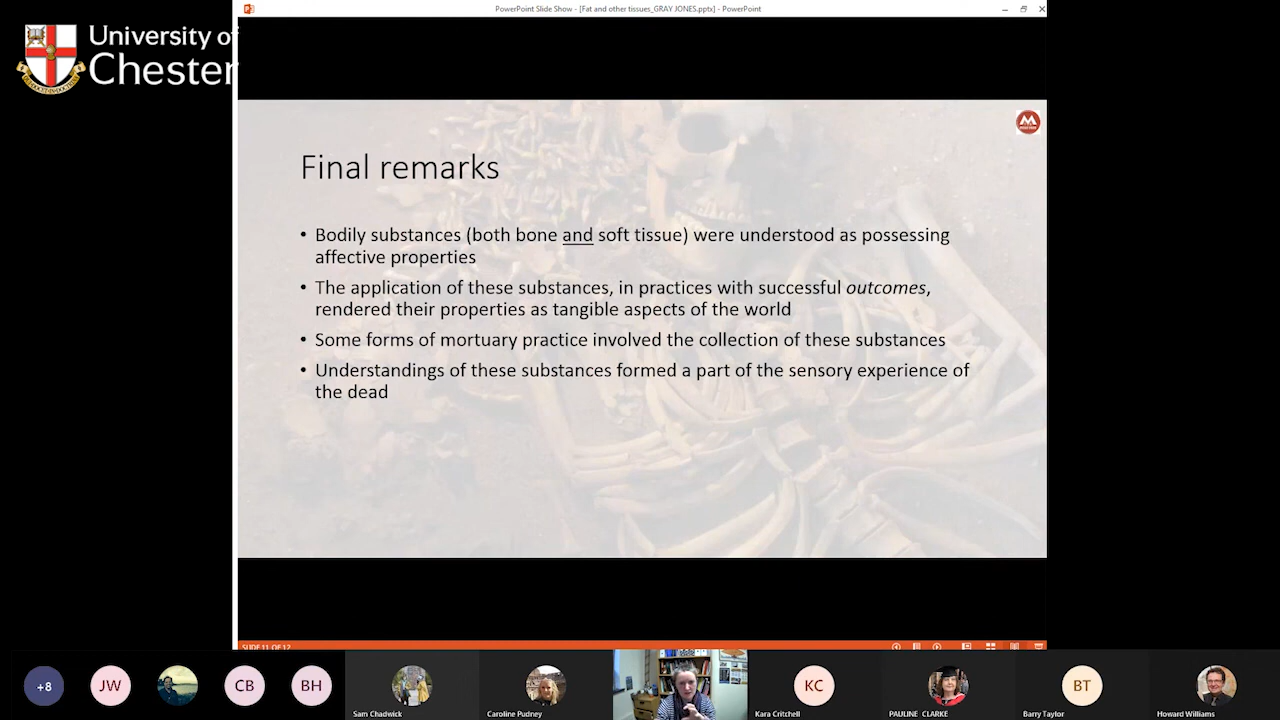 PowerPoint Slide Show - [Fat and other tissues_GRAY JONES.pptx] - PowerPoint
University of
Chester
Final remarks
• Bodily substances (both bone and soft tissue) were understood as possessing
affective properties
• The application of these substances, in practices with successful outcomes,
rendered their properties as tangible aspects of the world
• Some forms of mortuary practice involved the collection of these substances
• Understandings of these substances formed a part of the sensory experience of
the dead
SLIDE 11 OF 12
+8
JW
CB
BH
KC
BT
Sam Chadwick
Caroline Pudney
Kara Critchell
PAULINE CLARKE
Barry Taylor
Howard Williams